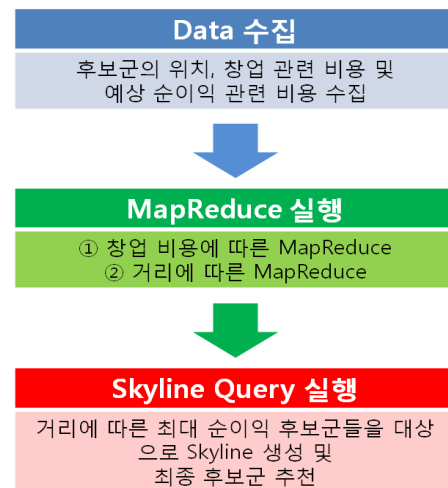 Data 수집
후보군의 위치, 창업 관련 비용 및
예상 순이익 관련 비용 수집
MapReduce 실행
① 창업 비용에 따른 MapReduce
② 거리에 따른 MapReduce
Skyline Query 실행
거리에 따른 최대 순이익 후보군들을 대상
으로 Skyline 생성 및
최종 후보군 추천